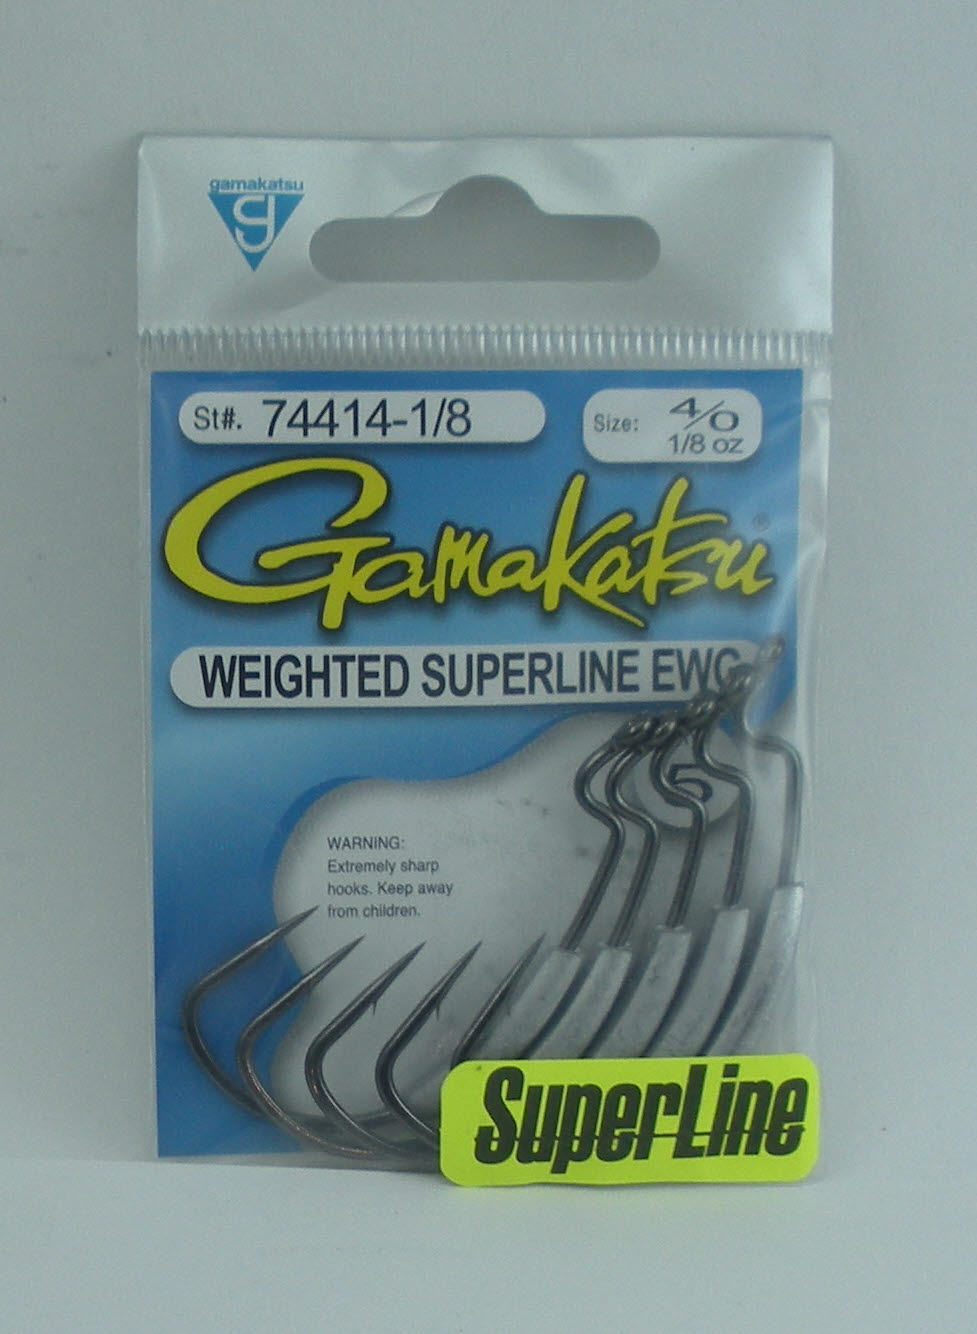 gamakatsu
g
St#. 74414-1/8
Size: 4/0
1/8 oz
Gamakatsu®
WEIGHTED SUPERLINE EWG
5
WARNING:
Extremely sharp
hooks. Keep away
from children.
SuperLine